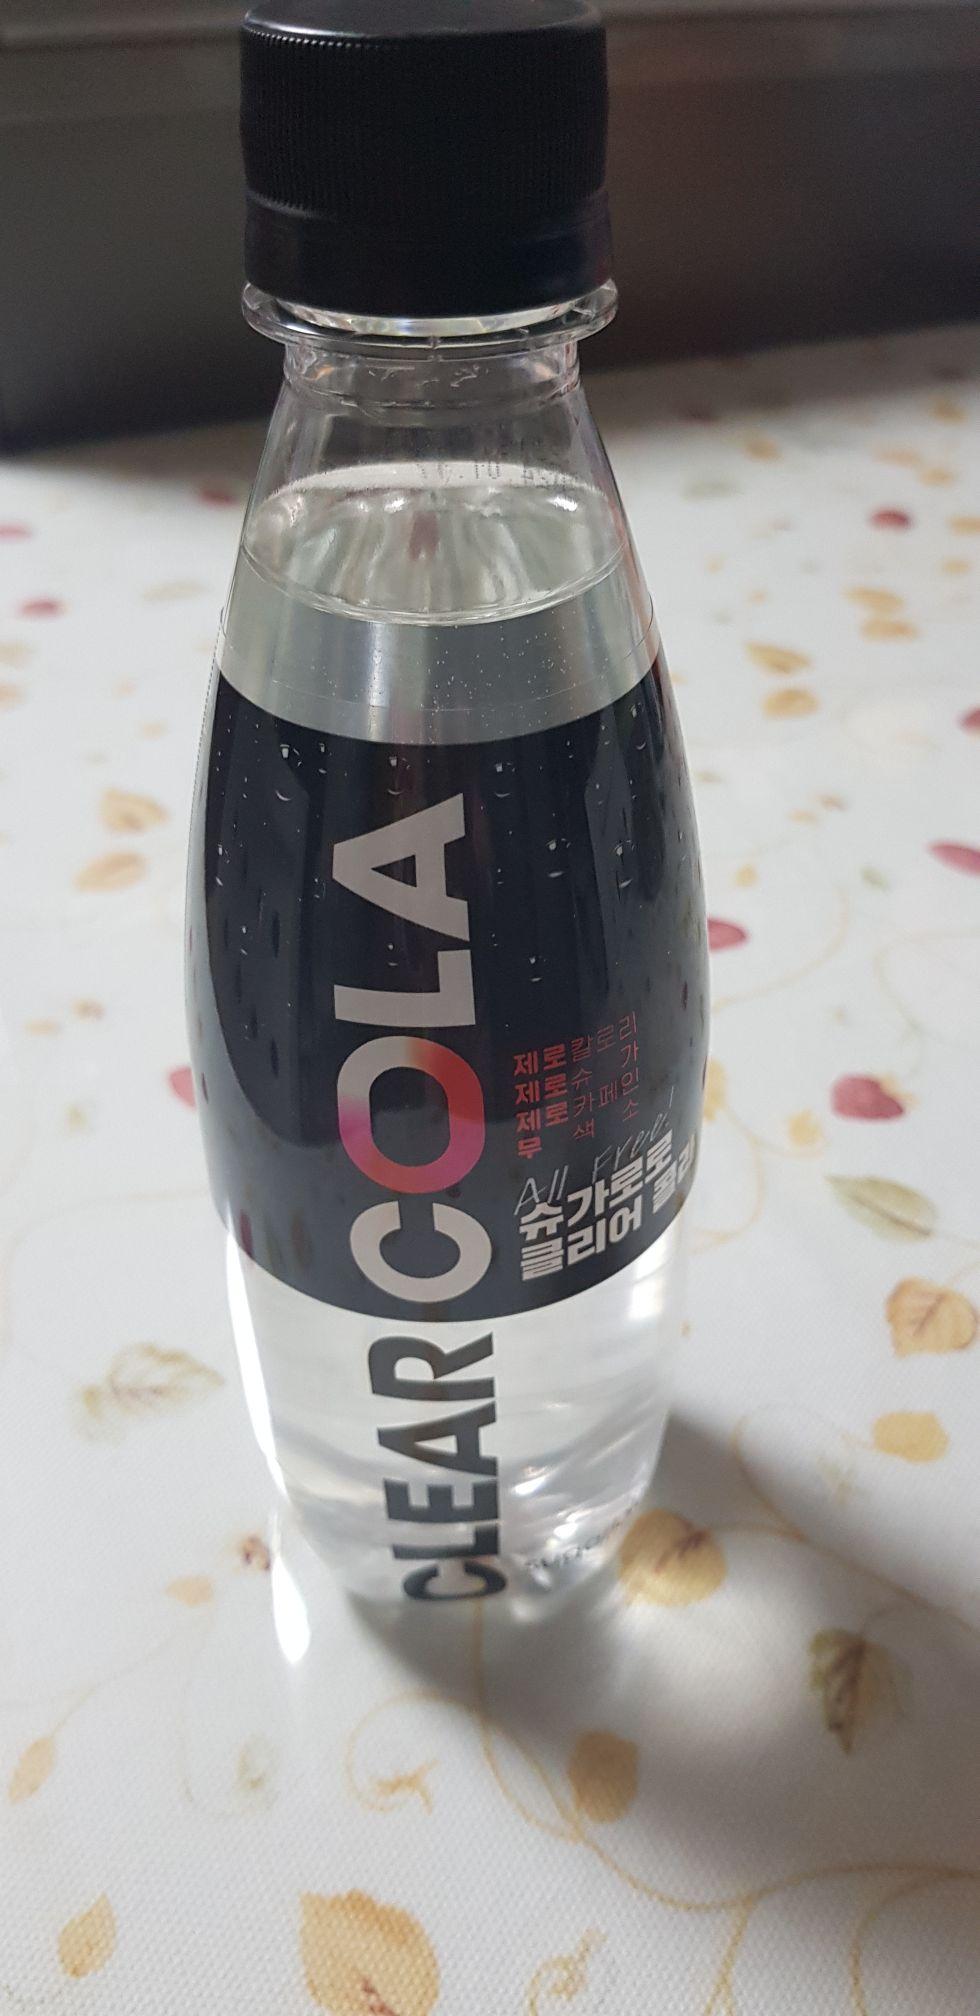 CLEAR COLA
제로칼로리
제로슈가
제로카페인
무색소
All Free!
슈가로로
클리어 콜라